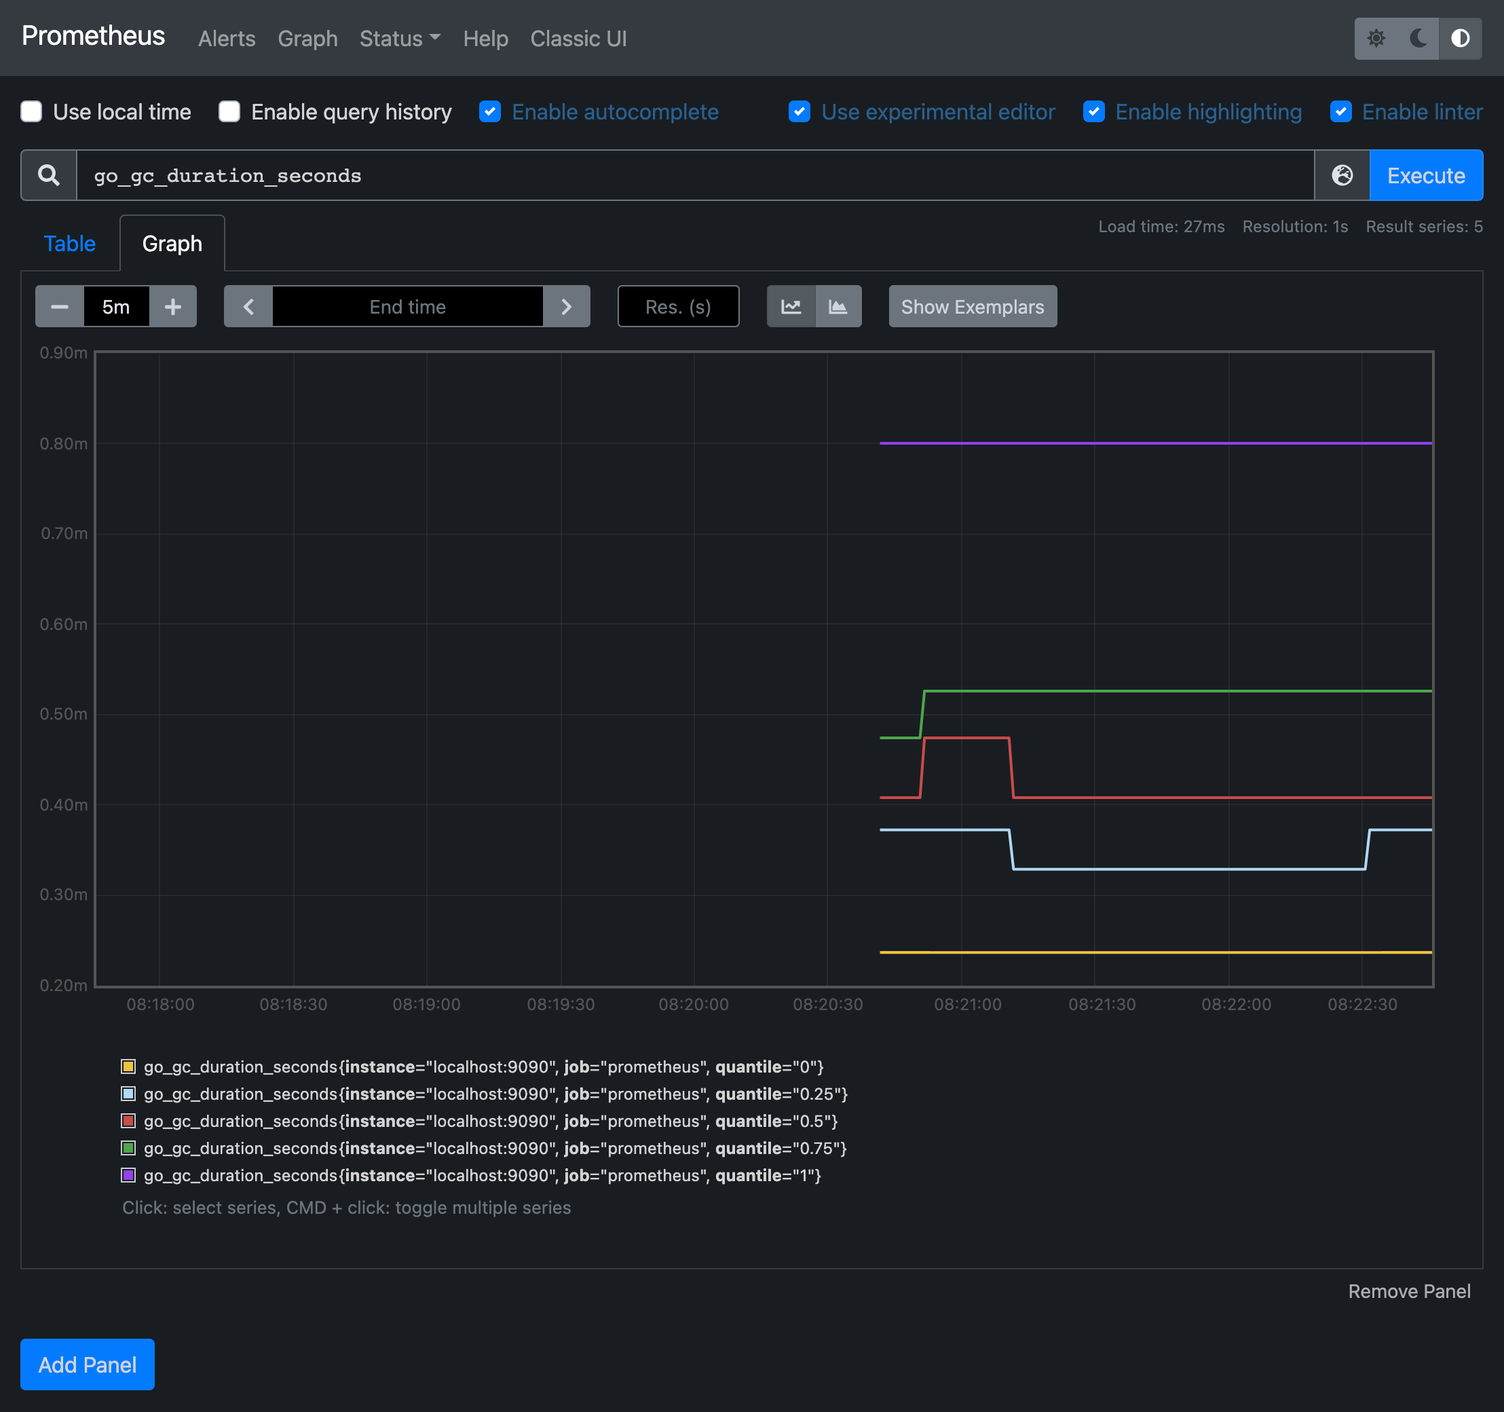 Prometheus Alerts Graph Status Help Classic UI
Use local time Enable query history Enable autocomplete Use experimental editor Enable highlighting Enable linter
go_gc_duration_seconds Execute
Load time: 27ms Resolution: 1s Result series: 5
Table Graph
5m End time Res. (s) Show Exemplars
0.90m
0.80m
0.70m
0.60m
0.50m
0.40m
0.30m
0.20m
08:18:00 08:18:30 08:19:00 08:19:30 08:20:00 08:20:30 08:21:00 08:21:30 08:22:00 08:22:30
go_gc_duration_seconds{instance="localhost:9090", job="prometheus", quantile="0"}
go_gc_duration_seconds{instance="localhost:9090", job="prometheus", quantile="0.25"}
go_gc_duration_seconds{instance="localhost:9090", job="prometheus", quantile="0.5"}
go_gc_duration_seconds{instance="localhost:9090", job="prometheus", quantile="0.75"}
go_gc_duration_seconds{instance="localhost:9090", job="prometheus", quantile="1"}
Click: select series, CMD + click: toggle multiple series
Remove Panel
Add Panel